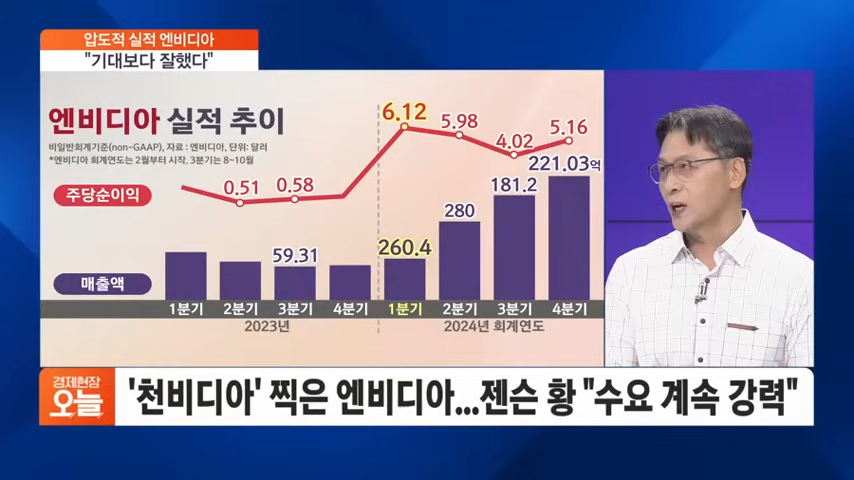 압도적 실적 엔비디아
"기대보다 잘했다"
엔비디아 실적 추이
비일반회계기준(non-GAAP), 자료 : 엔비디아, 단위: 달러
*엔비디아 회계연도는 2월부터 시작, 3분기는 8~10월
주당순이익
0.51
0.58
6.12
5.98
4.02
5.16
매출액
59.31
260.4
280
181.2
221.03억
1분기 2분기 3분기 4분기 1분기 2분기 3분기 4분기
2023년 2024년 회계연도
경제현장
오늘
'천비디아' 찍은 엔비디아...젠슨 황 "수요 계속 강력"